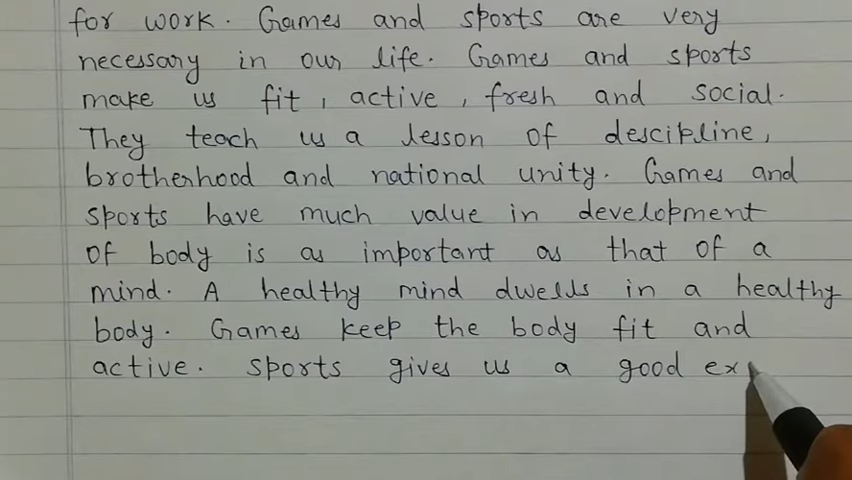 for work. Games and sports are very
necessary in our life. Games and sports
make us fit, active, fresh and social.
They teach us a lesson of descipline,
brotherhood and national unity. Games and
sports have much value in development
of body is as important as that of a
mind. A healthy mind dwells in a healthy
body. Games keep the body fit and
active. Sports gives us a good ex